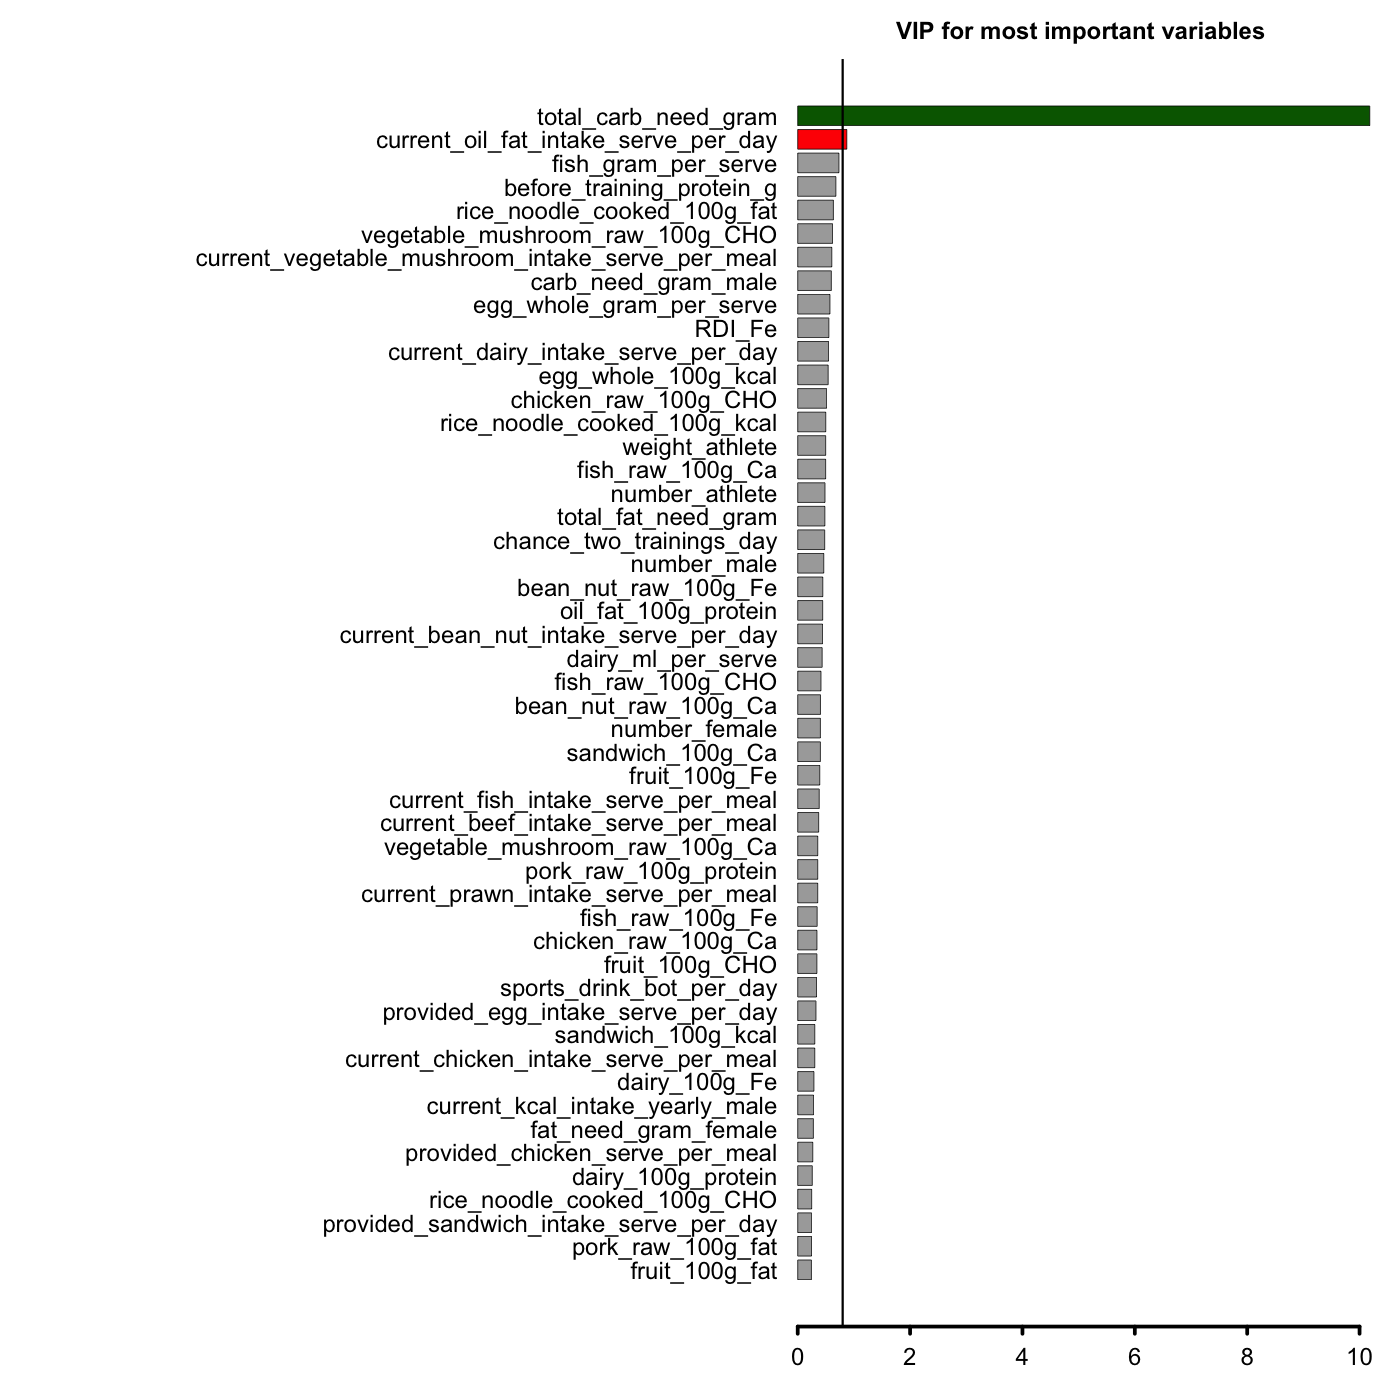 VIP for most important variables
total_carb_need_gram
current_oil_fat_intake_serve_per_day
fish_gram_per_serve
before_training_protein_g
rice_noodle_cooked_100g_fat
vegetable_mushroom_raw_100g_CHO
current_vegetable_mushroom_intake_serve_per_meal
carb_need_gram_male
egg_whole_gram_per_serve
RDI_Fe
current_dairy_intake_serve_per_day
egg_whole_100g_kcal
chicken_raw_100g_CHO
rice_noodle_cooked_100g_kcal
weight_athlete
fish_raw_100g_Ca
number_athlete
total_fat_need_gram
chance_two_trainings_day
number_male
bean_nut_raw_100g_Fe
oil_fat_100g_protein
current_bean_nut_intake_serve_per_day
dairy_ml_per_serve
fish_raw_100g_CHO
bean_nut_raw_100g_Ca
number_female
sandwich_100g_Ca
fruit_100g_Fe
current_fish_intake_serve_per_meal
current_beef_intake_serve_per_meal
vegetable_mushroom_raw_100g_Ca
pork_raw_100g_protein
current_prawn_intake_serve_per_meal
fish_raw_100g_Fe
chicken_raw_100g_Ca
fruit_100g_CHO
sports_drink_bot_per_day
provided_egg_intake_serve_per_day
sandwich_100g_kcal
current_chicken_intake_serve_per_meal
dairy_100g_Fe
current_kcal_intake_yearly_male
fat_need_gram_female
provided_chicken_serve_per_meal
dairy_100g_protein
rice_noodle_cooked_100g_CHO
provided_sandwich_intake_serve_per_day
pork_raw_100g_fat
fruit_100g_fat
0 2 4 6 8 10